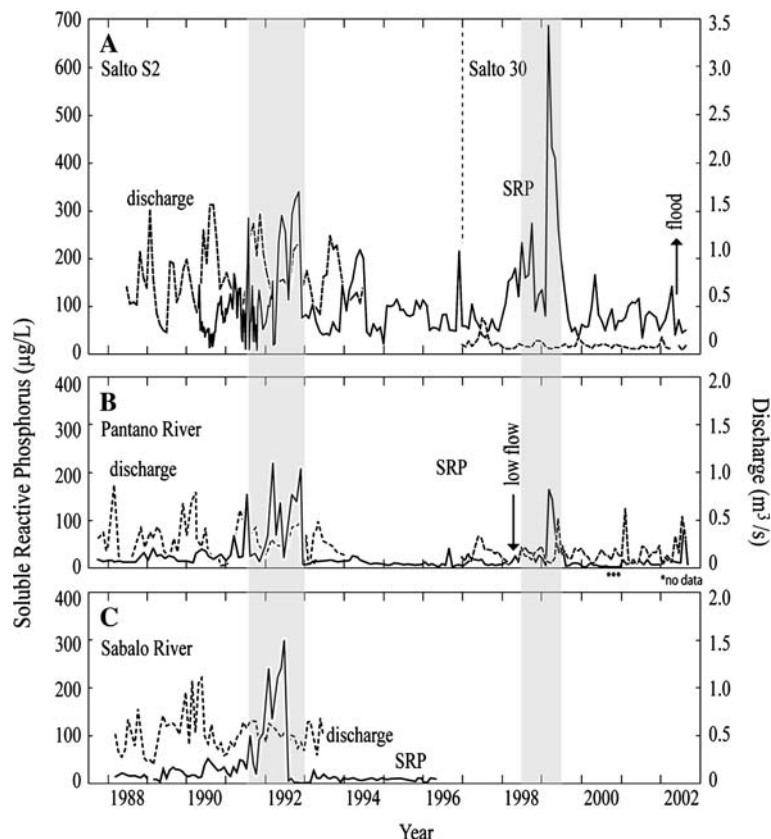 Soluble Reactive Phosphorus (µg/L)
Discharge (m³/s)
700
600
500
400
300
200
100
0
A
Salto S2
Salto 30
discharge
SRP
flood
3.5
3.0
2.5
2.0
1.5
1.0
0.5
0
400
300
200
100
0
B
Pantano River
discharge
SRP
low flow
***
*no data
2.0
1.5
1.0
0.5
0
400
300
200
100
0
C
Sabalo River
discharge
SRP
2.0
1.5
1.0
0.5
0
1988 1990 1992 1994 1996 1998 2000 2002
Year